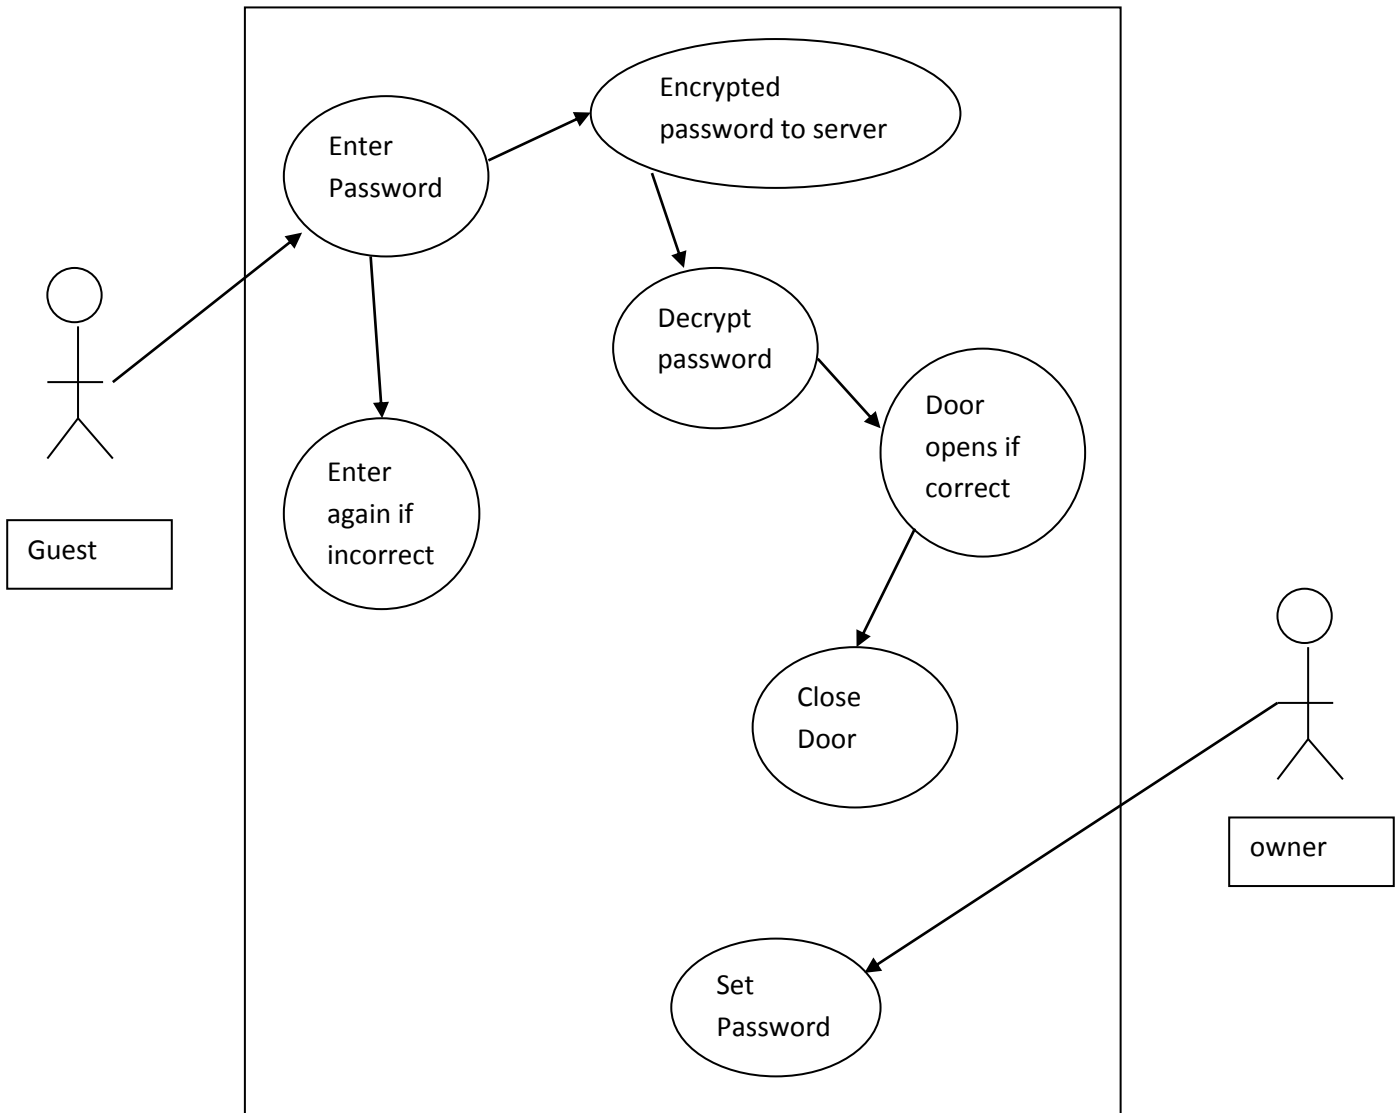 Encrypted
password to server
Enter
Password
Decrypt
password
Door
opens if
correct
Enter
again if
incorrect
Guest
Close
Door
owner
Set
Password